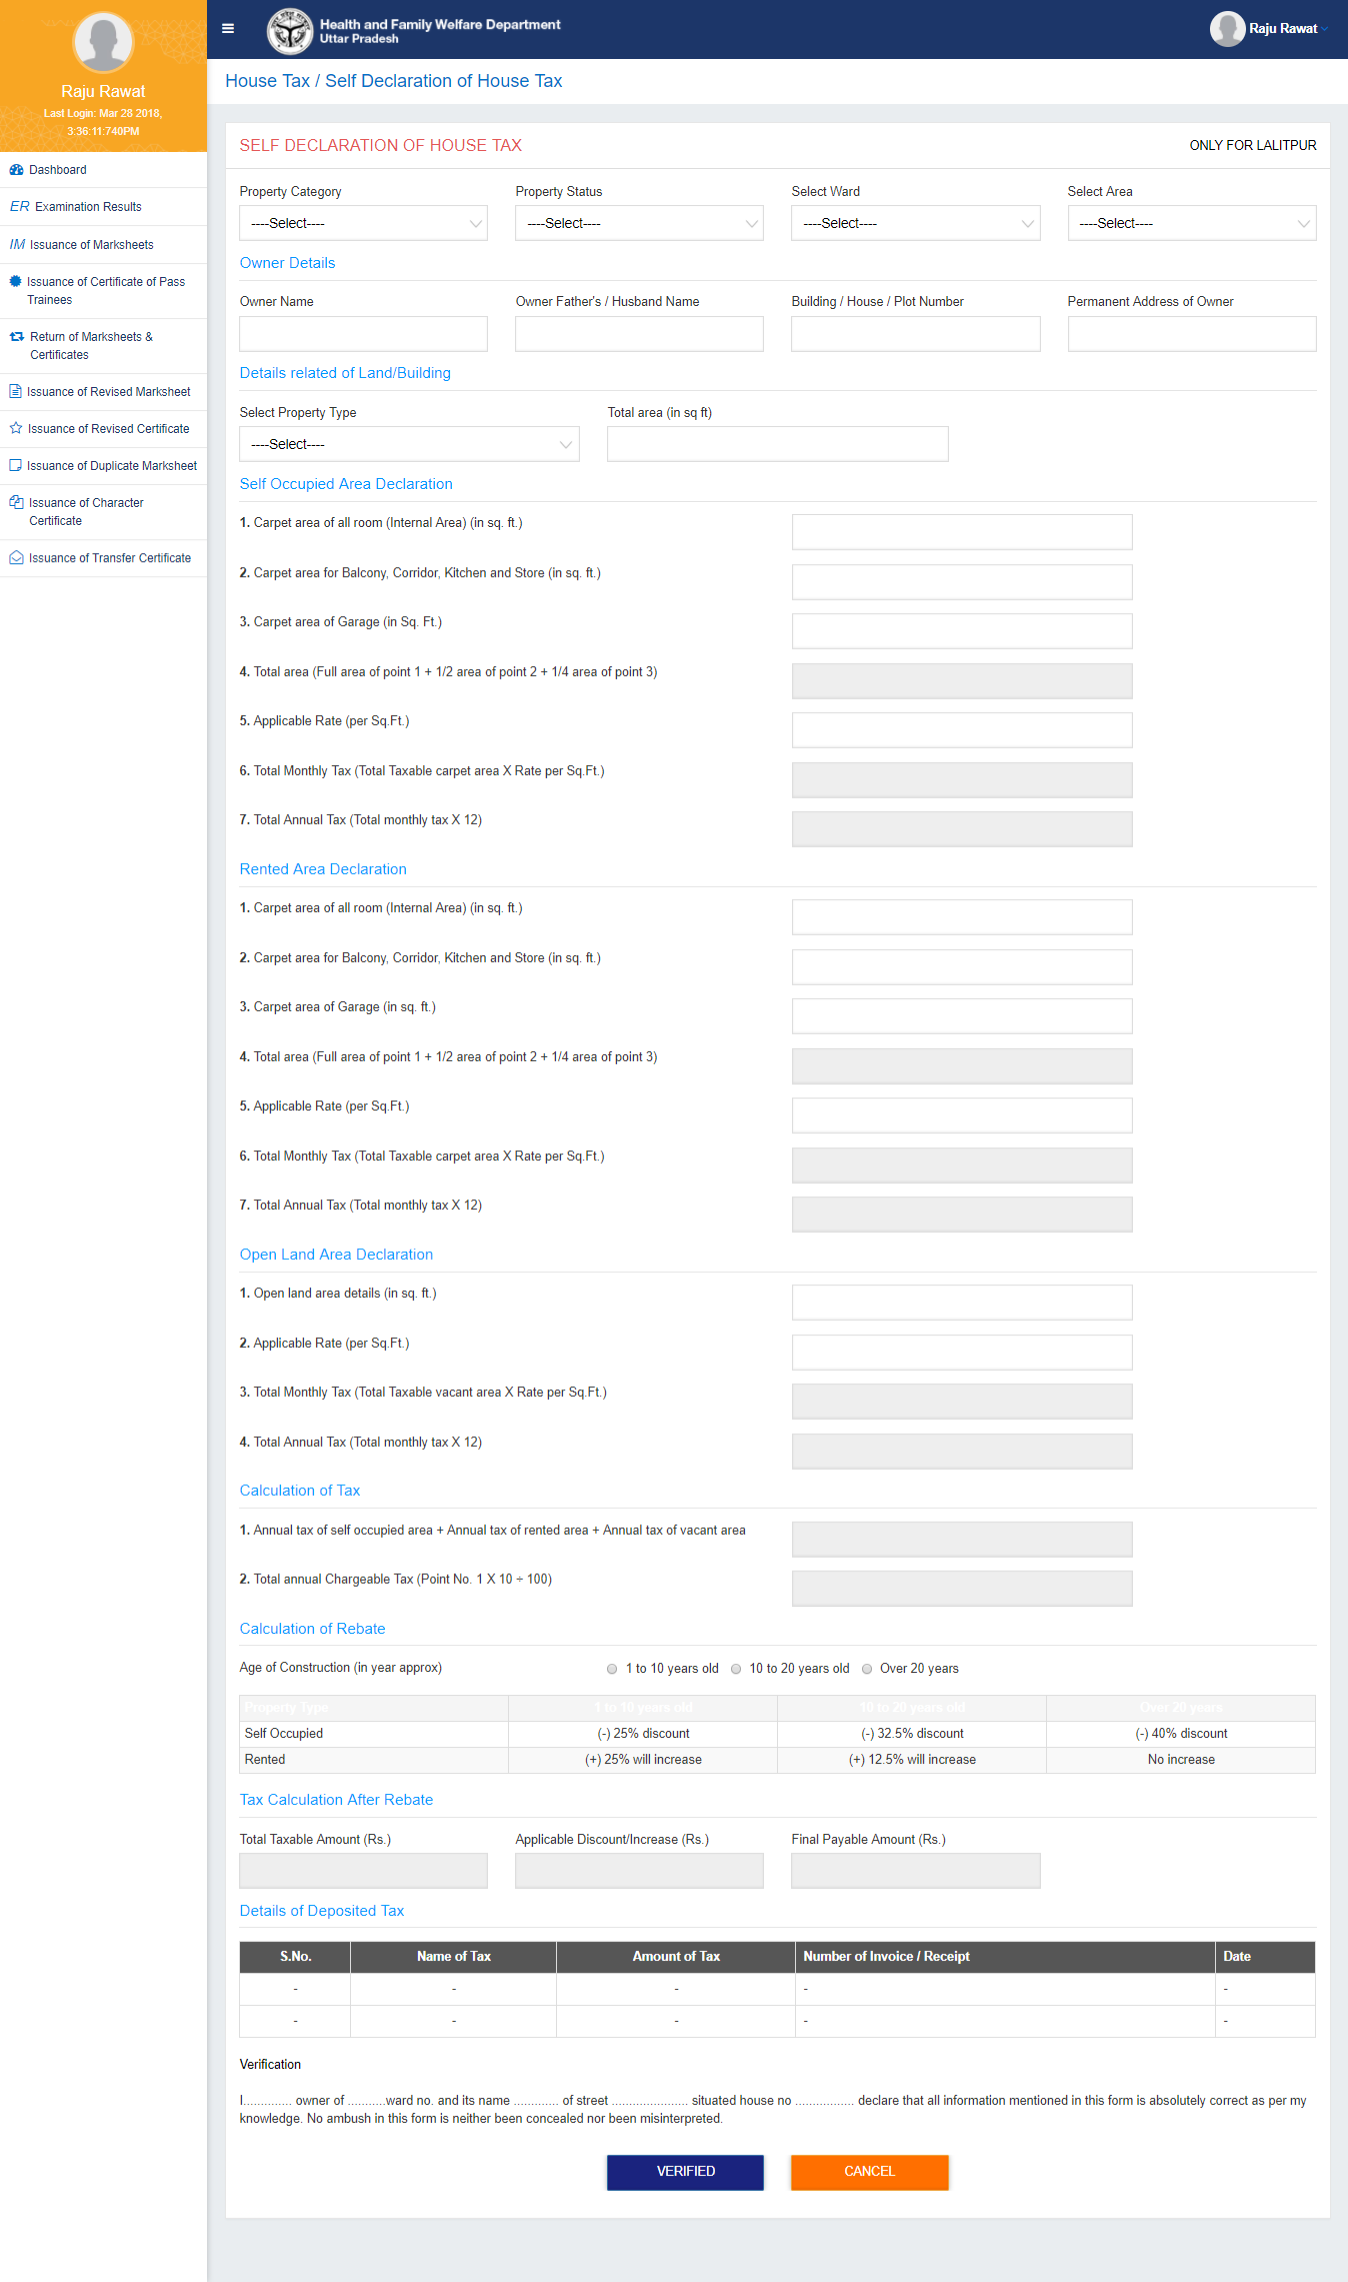 Raju Rawat
Last Login: Mar 28 2018,
3:36:11:740PM
Dashboard
ER Examination Results
IM Issuance of Marksheets
Issuance of Certificate of Pass
Trainees
Return of Marksheets &
Certificates
Issuance of Revised Marksheet
Issuance of Revised Certificate
Issuance of Duplicate Marksheet
Issuance of Character
Certificate
Issuance of Transfer Certificate
Health and Family Welfare Department
Uttar Pradesh
Raju Rawat
House Tax / Self Declaration of House Tax
SELF DECLARATION OF HOUSE TAX ONLY FOR LALITPUR
Property Category Property Status Select Ward Select Area
----Select---- ----Select---- ----Select---- ----Select----
Owner Details
Owner Name Owner Father's / Husband Name Building / House / Plot Number Permanent Address of Owner
Details related of Land/Building
Select Property Type Total area (in sq ft)
----Select----
Self Occupied Area Declaration
1. Carpet area of all room (Internal Area) (in sq. ft.)
2. Carpet area for Balcony, Corridor, Kitchen and Store (in sq. ft.)
3. Carpet area of Garage (in Sq. Ft.)
4. Total area (Full area of point 1 + 1/2 area of point 2 + 1/4 area of point 3)
5. Applicable Rate (per Sq.Ft.)
6. Total Monthly Tax (Total Taxable carpet area X Rate per Sq.Ft.)
7. Total Annual Tax (Total monthly tax X 12)
Rented Area Declaration
1. Carpet area of all room (Internal Area) (in sq. ft.)
2. Carpet area for Balcony, Corridor, Kitchen and Store (in sq. ft.)
3. Carpet area of Garage (in sq. ft.)
4. Total area (Full area of point 1 + 1/2 area of point 2 + 1/4 area of point 3)
5. Applicable Rate (per Sq.Ft.)
6. Total Monthly Tax (Total Taxable carpet area X Rate per Sq.Ft.)
7. Total Annual Tax (Total monthly tax X 12)
Open Land Area Declaration
1. Open land area details (in sq. ft.)
2. Applicable Rate (per Sq.Ft.)
3. Total Monthly Tax (Total Taxable vacant area X Rate per Sq.Ft.)
4. Total Annual Tax (Total monthly tax X 12)
Calculation of Tax
1. Annual tax of self occupied area + Annual tax of rented area + Annual tax of vacant area
2. Total annual Chargeable Tax (Point No. 1 X 10 ÷ 100)
Calculation of Rebate
Age of Construction (in year approx) 1 to 10 years old 10 to 20 years old Over 20 years
Property Type 1 to 10 years old 10 to 20 years old Over 20 years
Self Occupied (-) 25% discount (-) 32.5% discount (-) 40% discount
Rented (+) 25% will increase (+) 12.5% will increase No increase
Tax Calculation After Rebate
Total Taxable Amount (Rs.) Applicable Discount/Increase (Rs.) Final Payable Amount (Rs.)
Details of Deposited Tax
S.No. Name of Tax Amount of Tax Number of Invoice / Receipt Date
- - - - -
- - - - -
Verification
I.............. owner of ...........ward no. and its name ............. of street ...................... situated house no ................. declare that all information mentioned in this form is absolutely correct as per my
knowledge. No ambush in this form is neither been concealed nor been misinterpreted.
VERIFIED CANCEL